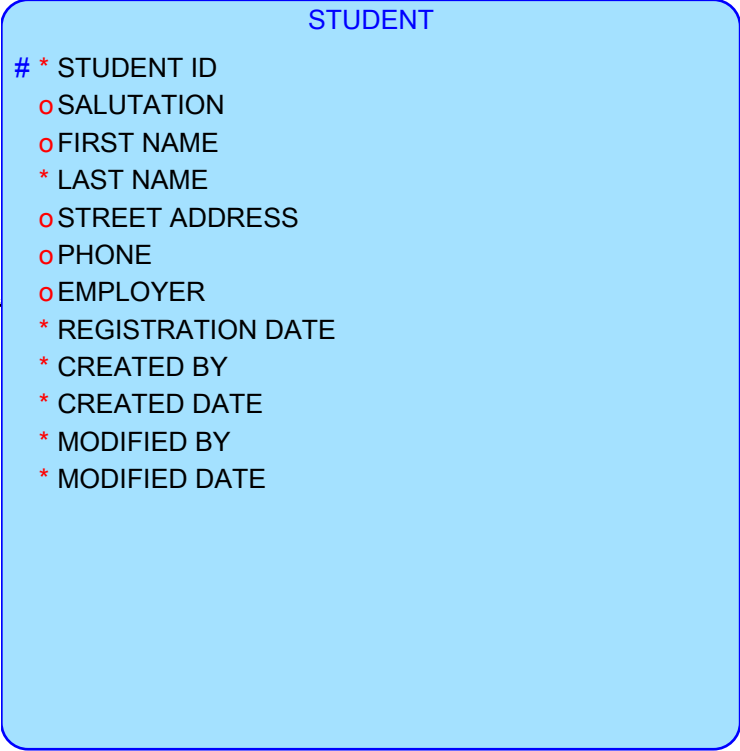 STUDENT
# * STUDENT ID
o SALUTATION
o FIRST NAME
* LAST NAME
o STREET ADDRESS
o PHONE
o EMPLOYER
* REGISTRATION DATE
* CREATED BY
* CREATED DATE
* MODIFIED BY
* MODIFIED DATE